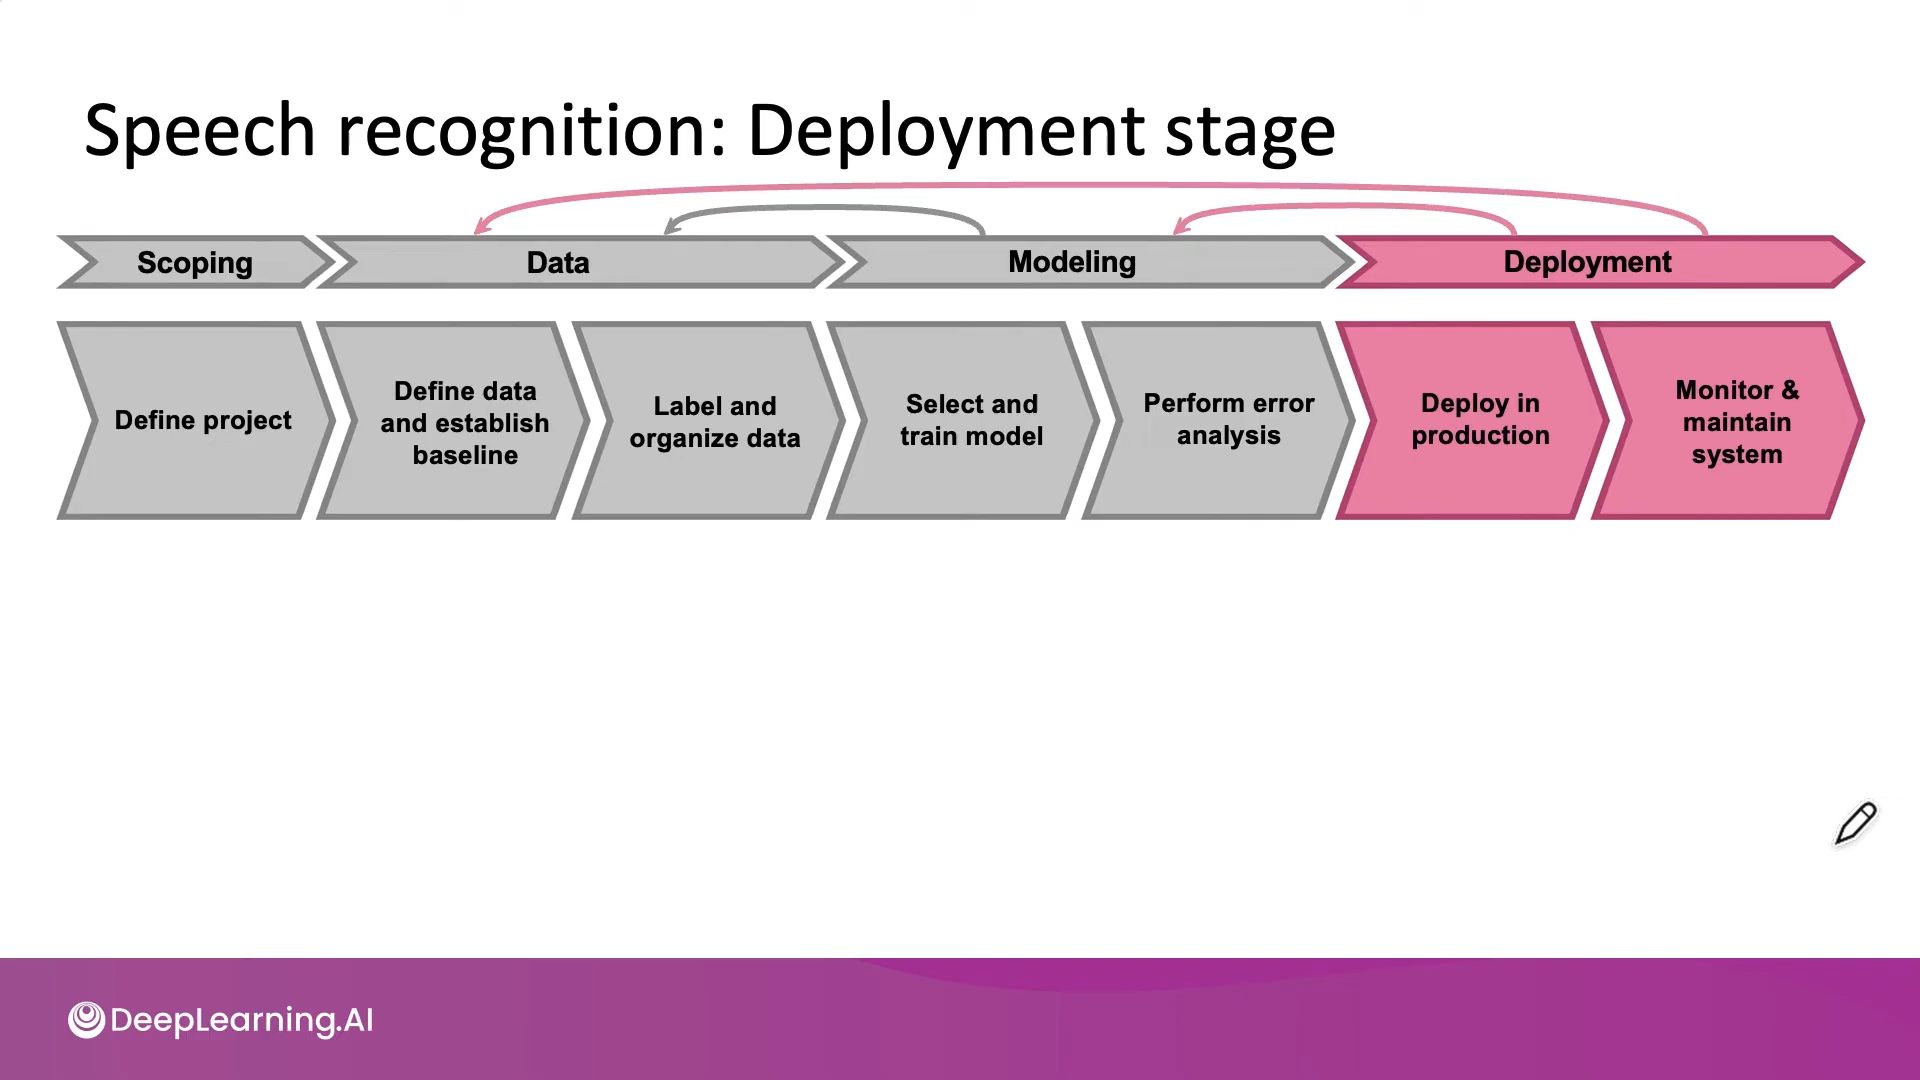 Speech recognition: Deployment stage
Scoping
Data
Modeling
Deployment
Define project
Define data
and establish
baseline
Label and
organize data
Select and
train model
Perform error
analysis
Deploy in
production
Monitor &
maintain
system
DeepLearning.AI